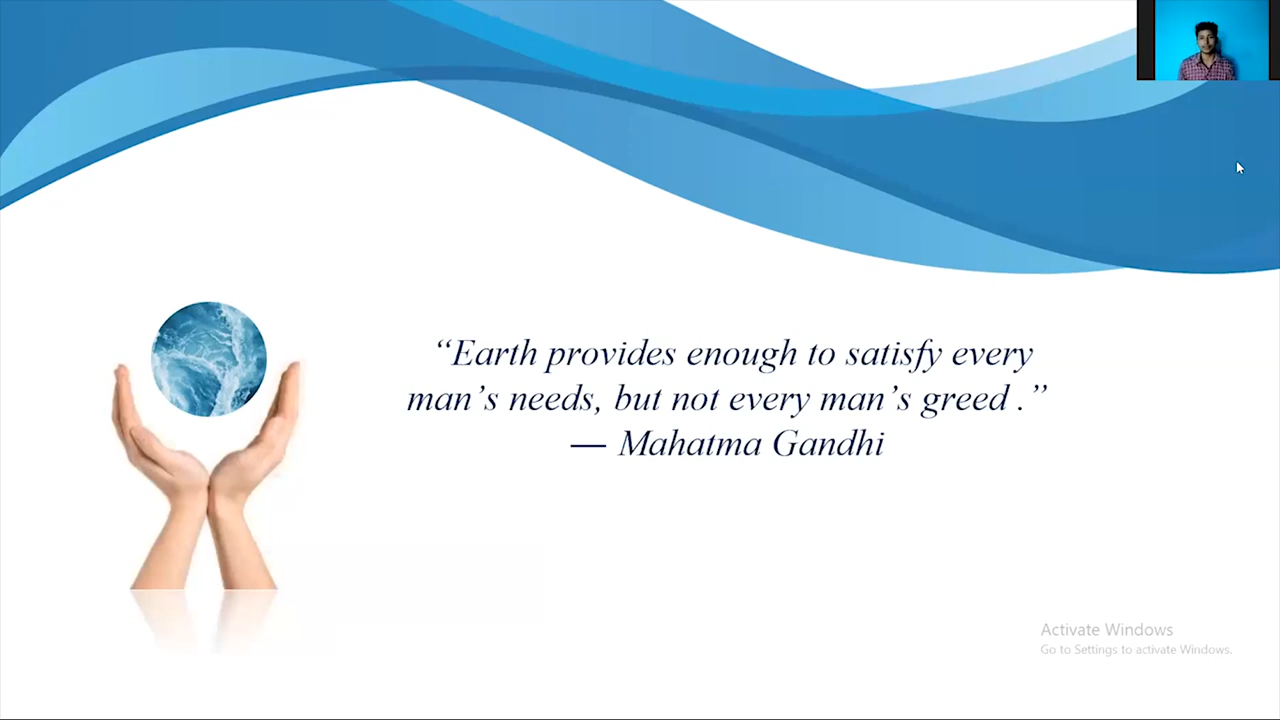 “Earth provides enough to satisfy every
man’s needs, but not every man’s greed .”
— Mahatma Gandhi
Activate Windows
Go to Settings to activate Windows.